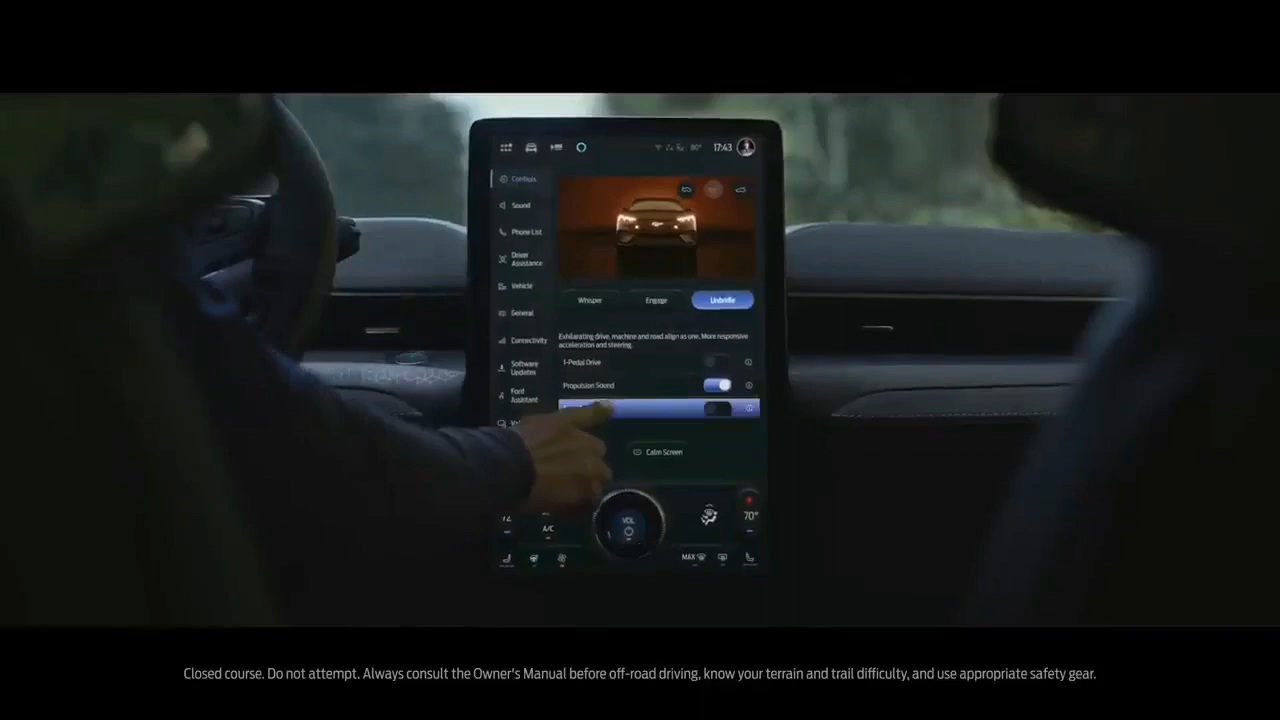 80° 17:43
Controls
Sound
Phone List
Driver
Assistance
Vehicle
General
Connectivity
Software
Updates
Ford
Assistant
Whisper Engage Unbridle
Exhilarating drive, machine and road align as one. More responsive
acceleration and steering.
1-Pedal Drive
Propulsion Sound
Calm Screen
72
A/C
VOL
70°
MAX
Closed course. Do not attempt. Always consult the Owner's Manual before off-road driving, know your terrain and trail difficulty, and use appropriate safety gear.